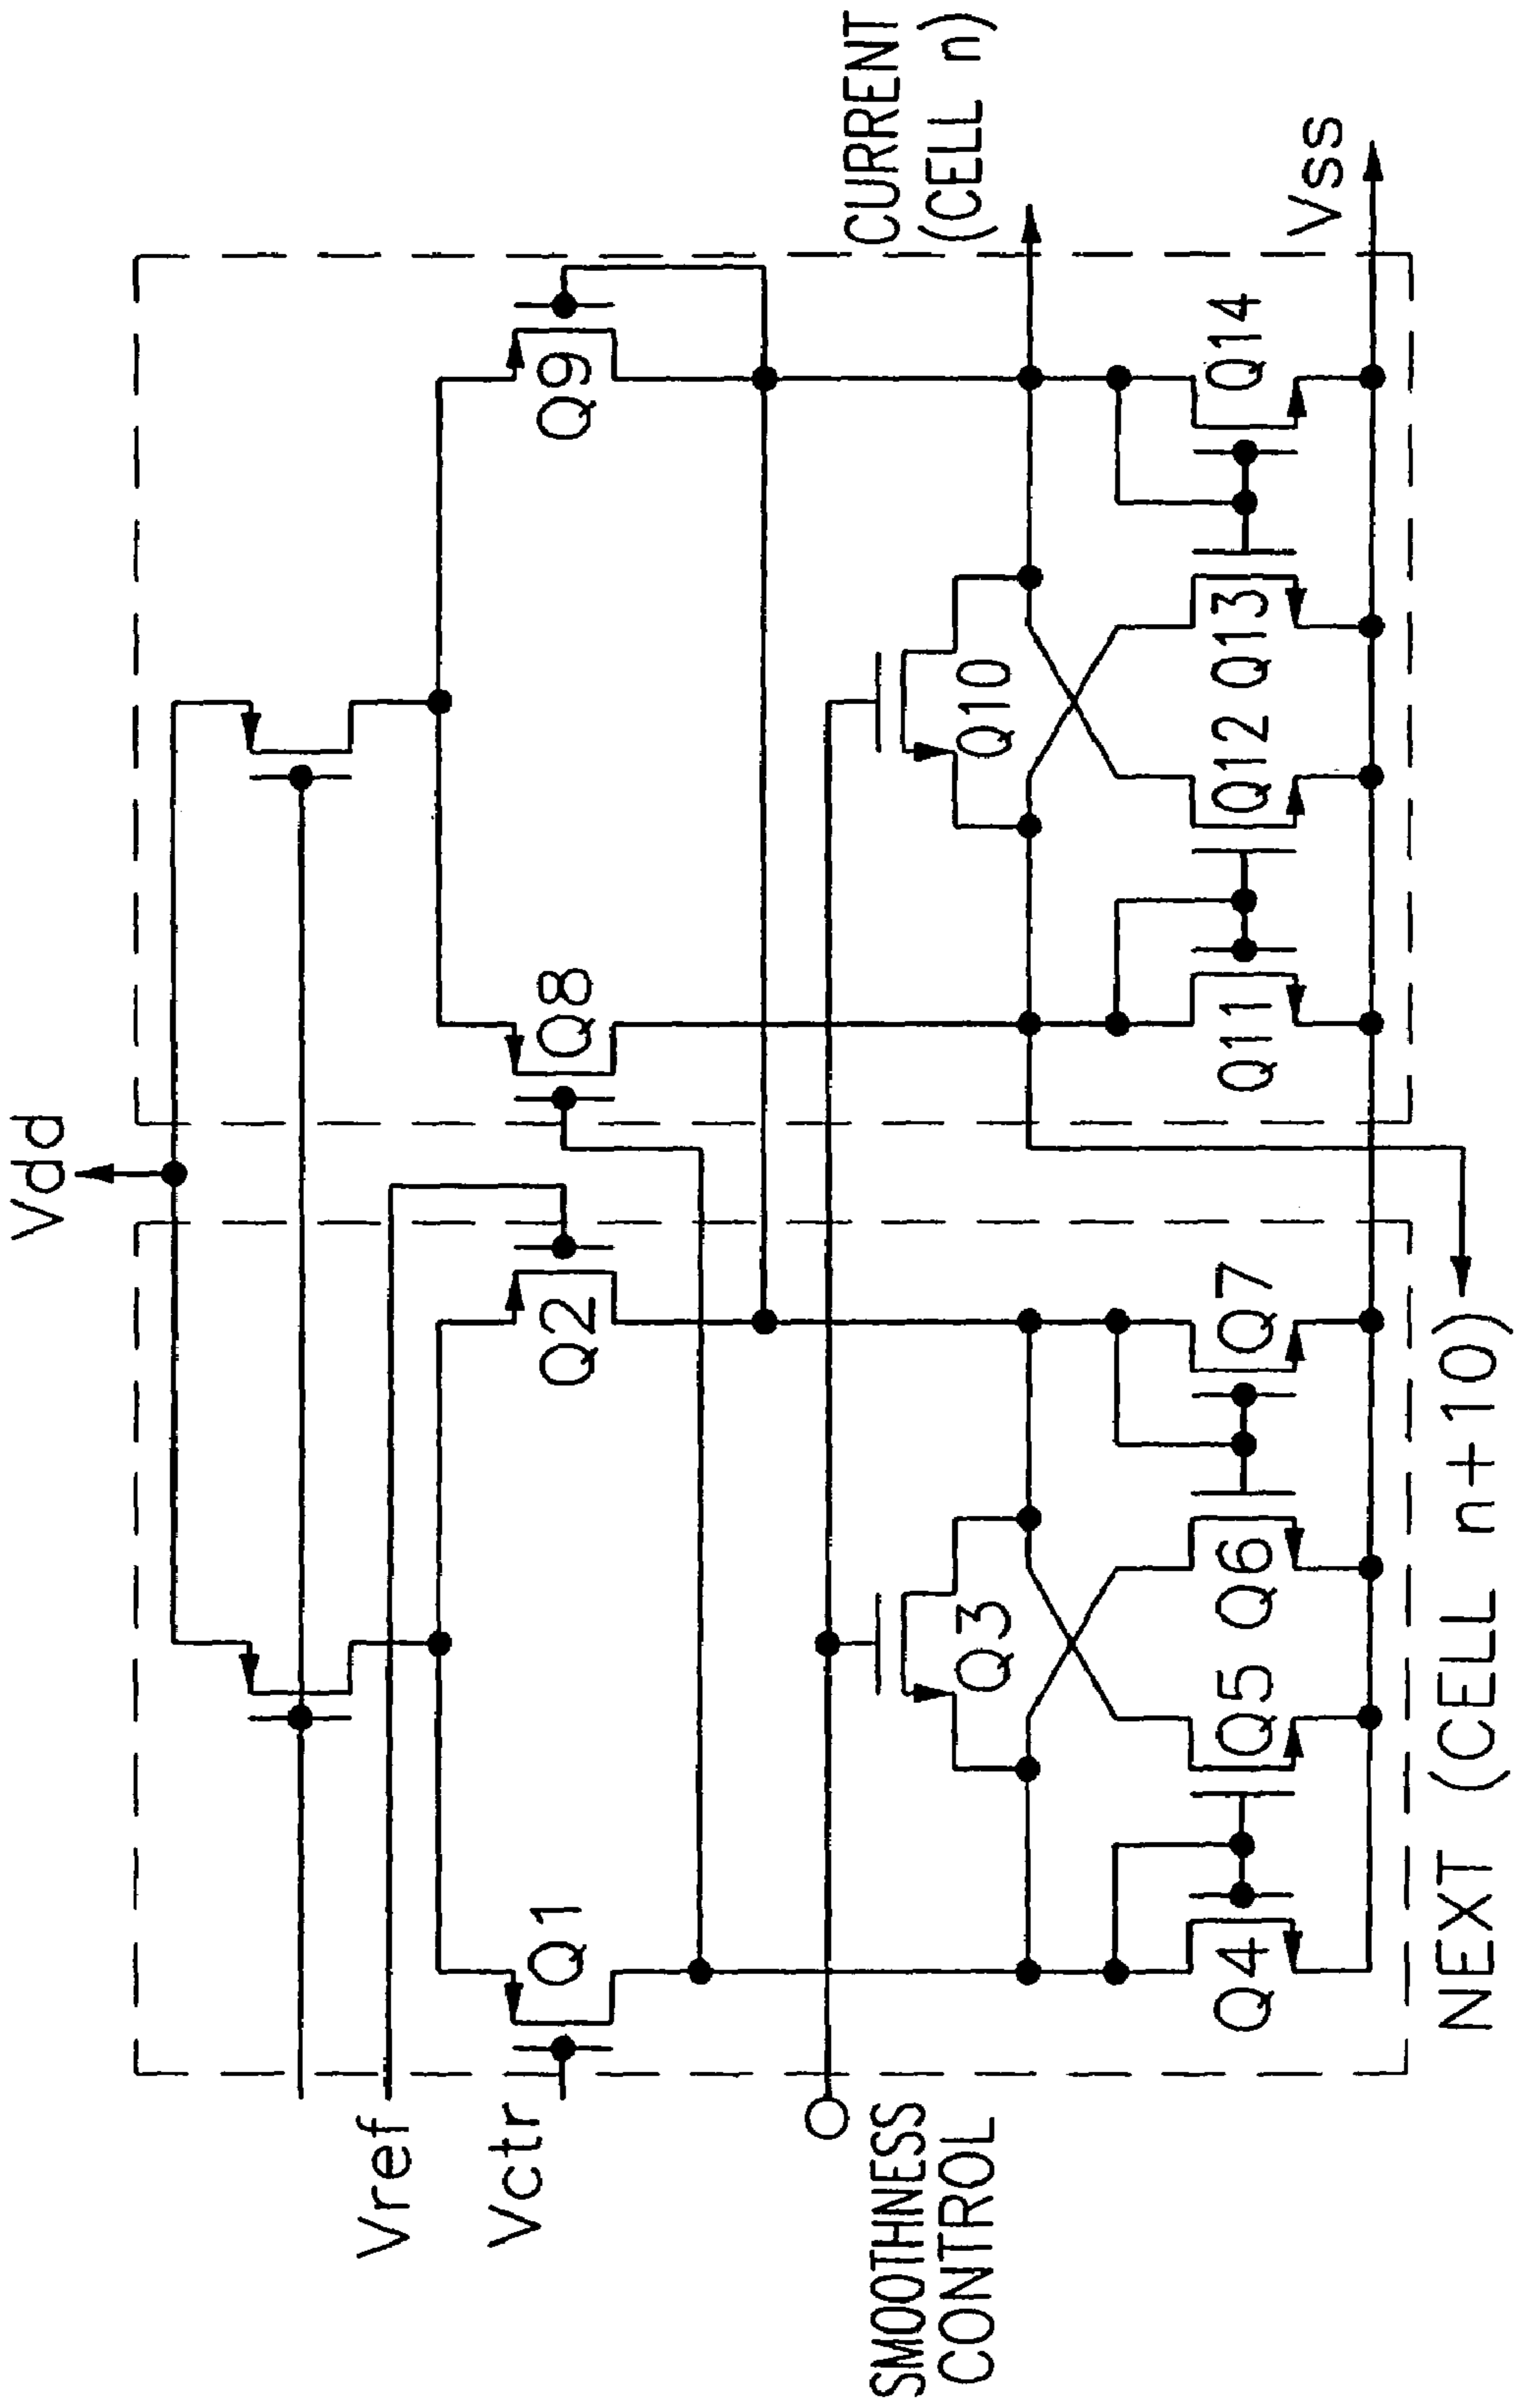 Vdd
Vref
Vctr
Q1
Q2
Q8
Q9
SMOOTHNESS
CONTROL
CURRENT
(CELL n)
Q3
Q10
Q4
Q5
Q6
Q7
Q11
Q12
Q13
Q14
Vss
NEXT (CELL n+10)